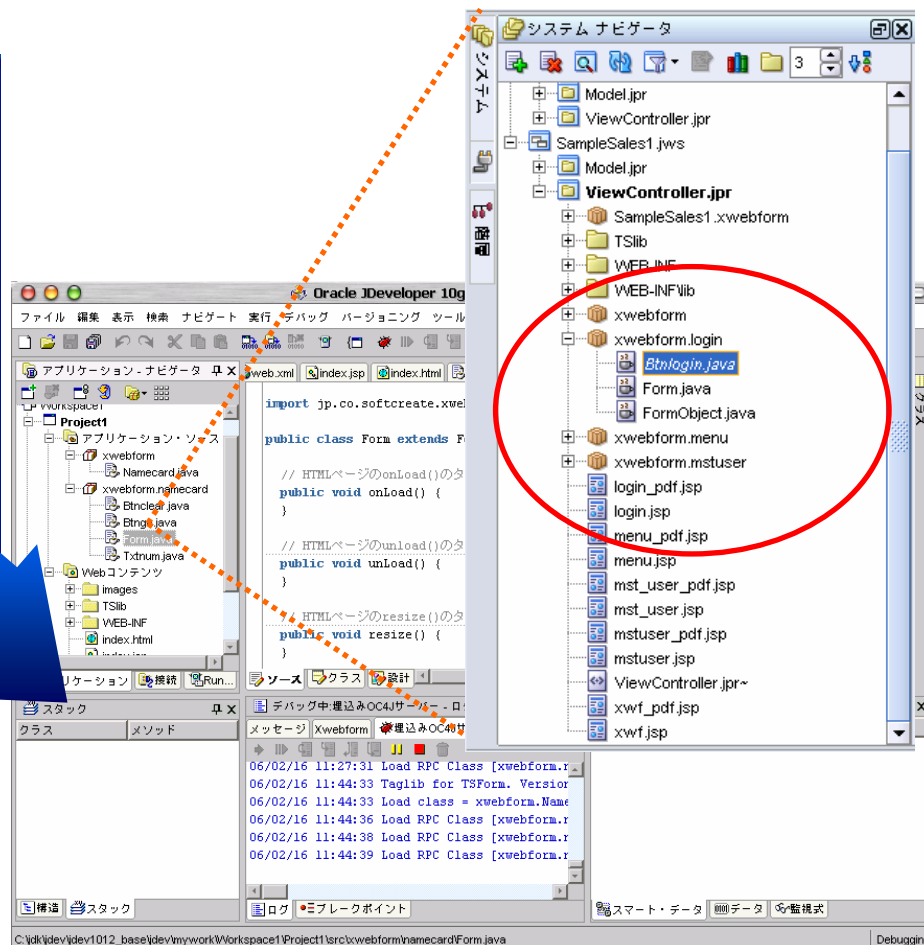 システム ナビゲータ
システム
3
Model.jpr
ViewController.jpr
SampleSales1.jws
Model.jpr
ViewController.jpr
SampleSales1.xwebform
TSlib
WEB-INF
WEB-INF\lib
xwebform
xwebform.login
Btnlogin.java
Form.java
FormObject.java
xwebform.menu
xwebform.mstuser
login_pdf.jsp
login.jsp
menu_pdf.jsp
menu.jsp
mst_user_pdf.jsp
mst_user.jsp
mstuser_pdf.jsp
mstuser.jsp
ViewController.jpr~
xwf_pdf.jsp
xwf.jsp
Oracle JDeveloper 10g
ファイル 編集 表示 検索 ナビゲート 実行 デバッグ バージョニング ツール
アプリケーション - ナビゲータ
web.xml index.jsp index.html
Workspace1
Project1
アプリケーション・ソース
xwebform
Namecard.java
xwebform.namecard
Btnclear.java
Form.java
Txtnum.java
Webコンテンツ
images
TSlib
WEB-INF
index.html
接続 Run...
import jp.co.softcreate.xwe
public class Form extends F
// HTMLページのonLoad()のタ
public void onLoad() {
}
// HTMLページのunload()のタ
public void unLoad() {
}
// HTMLページのresize()のタ
public void resize() {
}
ソース クラス 設計
クラス
スタック
クラス メソッド
構造 スタック
デバッグ中:埋込みOC4Jサーバー - ロ
メッセージ Xwebform 埋込みOC4Jサ
06/02/16 11:27:31 Load RPC Class [xwebform.r
06/02/16 11:44:33 Taglib for TSForm. Version
06/02/16 11:44:33 Load class = xwebform.Name
06/02/16 11:44:36 Load RPC Class [xwebform.r
06/02/16 11:44:38 Load RPC Class [xwebform.r
06/02/16 11:44:39 Load RPC Class [xwebform.r
ログ ブレークポイント
スマート・データ データ 監視式
C:\jdk\jdev\jdev1012_base\jdev\mywork\Workspace1\Project1\src\xwebform\namecard\Form.java
Debuggin